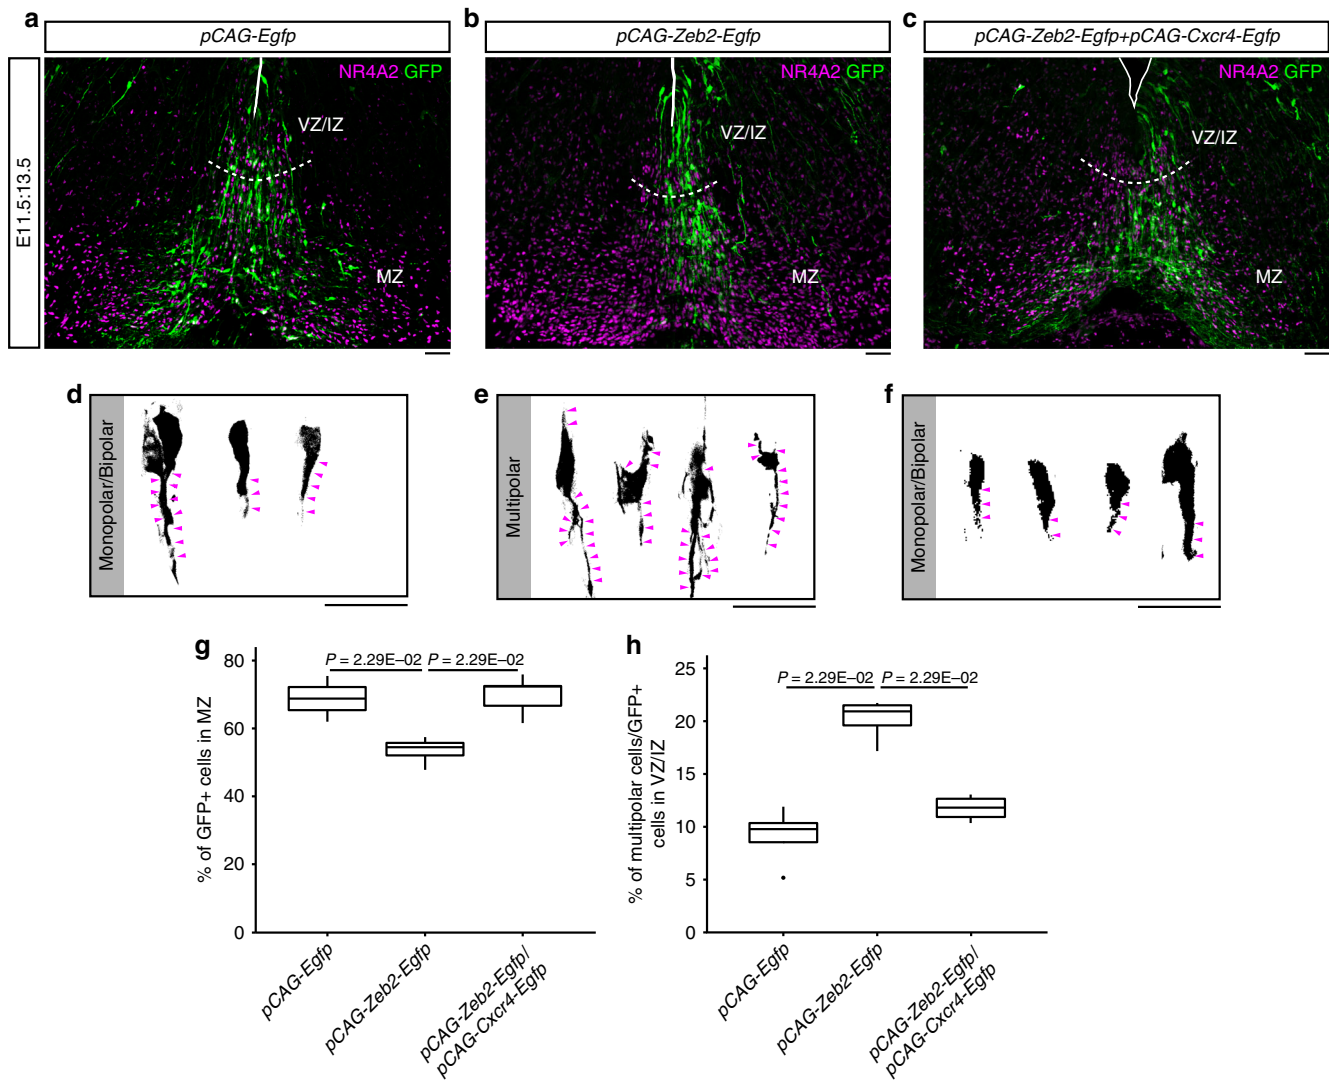 a
pCAG-Egfp
b
pCAG-Zeb2-Egfp
c
pCAG-Zeb2-Egfp+pCAG-Cxcr4-Egfp
E11.5:13.5
NR4A2 GFP
VZ/IZ
MZ
NR4A2 GFP
VZ/IZ
MZ
NR4A2 GFP
VZ/IZ
MZ
d
Monopolar/Bipolar
e
Multipolar
f
Monopolar/Bipolar
g
% of GFP+ cells in MZ
80
60
40
20
0
P = 2.29E–02
P = 2.29E–02
pCAG-Egfp
pCAG-Zeb2-Egfp
pCAG-Zeb2-Egfp/
pCAG-Cxcr4-Egfp
h
% of multipolar cells/GFP+
cells in VZ/IZ
25
20
15
10
5
0
P = 2.29E–02
P = 2.29E–02
pCAG-Egfp
pCAG-Zeb2-Egfp
pCAG-Zeb2-Egfp/
pCAG-Cxcr4-Egfp